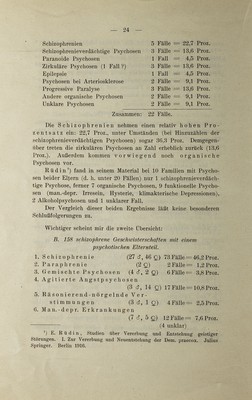 — 24 —
Schizophrenien 5 Fälle = 22,7 Proz.
Schizophrenieverdächtige Psychosen 3 Fälle = 13,6 Proz.
Paranoide Psychosen 1 Fall = 4,5 Proz.
Zirkuläre Psychosen (1 Fall ?) 3 Fälle = 13,6 Proz.
Epilepsie 1 Fall = 4,5 Proz.
Psychosen bei Arteriosklerose 2 Fälle = 9,1 Proz.
Progressive Paralyse 3 Fälle = 13,6 Proz.
Andere organische Psychosen 2 Fälle = 9,1 Proz.
Unklare Psychosen 2 Fälle = 9,1 Proz.
Zusammen: 22 Fälle.
Die Schizophrenien nehmen einen relativ hohen Pro-
zentsatz ein: 22,7 Proz., unter Umständen (bei Hinzuzählen der
schizophrenieverdächtigen Psychosen) sogar 36,3 Proz. Demgegen-
über treten die zirkulären Psychosen an Zahl erheblich zurück (13,6
Proz.). Außerdem kommen vorwiegend noch organische
Psychosen vor.
Rüdin¹) fand in seinem Material bei 10 Familien mit Psycho-
sen beider Eltern (d. h. unter 20 Fällen) nur 1 schizophrenieverdäch-
tige Psychose, ferner 7 organische Psychosen, 9 funktionelle Psycho-
sen (man.-depr. Irresein, Hysterie, klimakterische Depressionen),
2 Alkoholpsychosen und 1 unklarer Fall.
Der Vergleich dieser beiden Ergebnisse läßt keine besonderen
Schlußfolgerungen zu.
Wichtiger scheint mir die zweite Übersicht:
B. 158 schizophrene Geschwisterschaften mit einem
psychotischen Elternteil.
1. Schizophrenie (27 ♂, 46 ♀) 73 Fälle = 46,2 Proz.
2. Paraphrenie (2 ♀) 2 Fälle = 1,2 Proz.
3. Gemischte Psychosen (4 ♂, 2 ♀) 6 Fälle = 3,8 Proz.
4. Agitierte Angstpsychosen
(3 ♂, 14 ♀) 17 Fälle = 10,8 Proz.
5. Räsonierend-nörgelnde Ver-
stimmungen (3 ♂, 1 ♀) 4 Fälle = 2,5 Proz.
6. Man.-depr. Erkrankungen
(7 ♂, 5 ♀) 12 Fälle = 7,6 Proz.
(4 unklar)
¹) E. Rüdin, Studien über Vererbung und Entstehung geistiger
Störungen. I. Zur Vererbung und Neuentstehung der Dem. praecox. Julius
Springer. Berlin 1916.